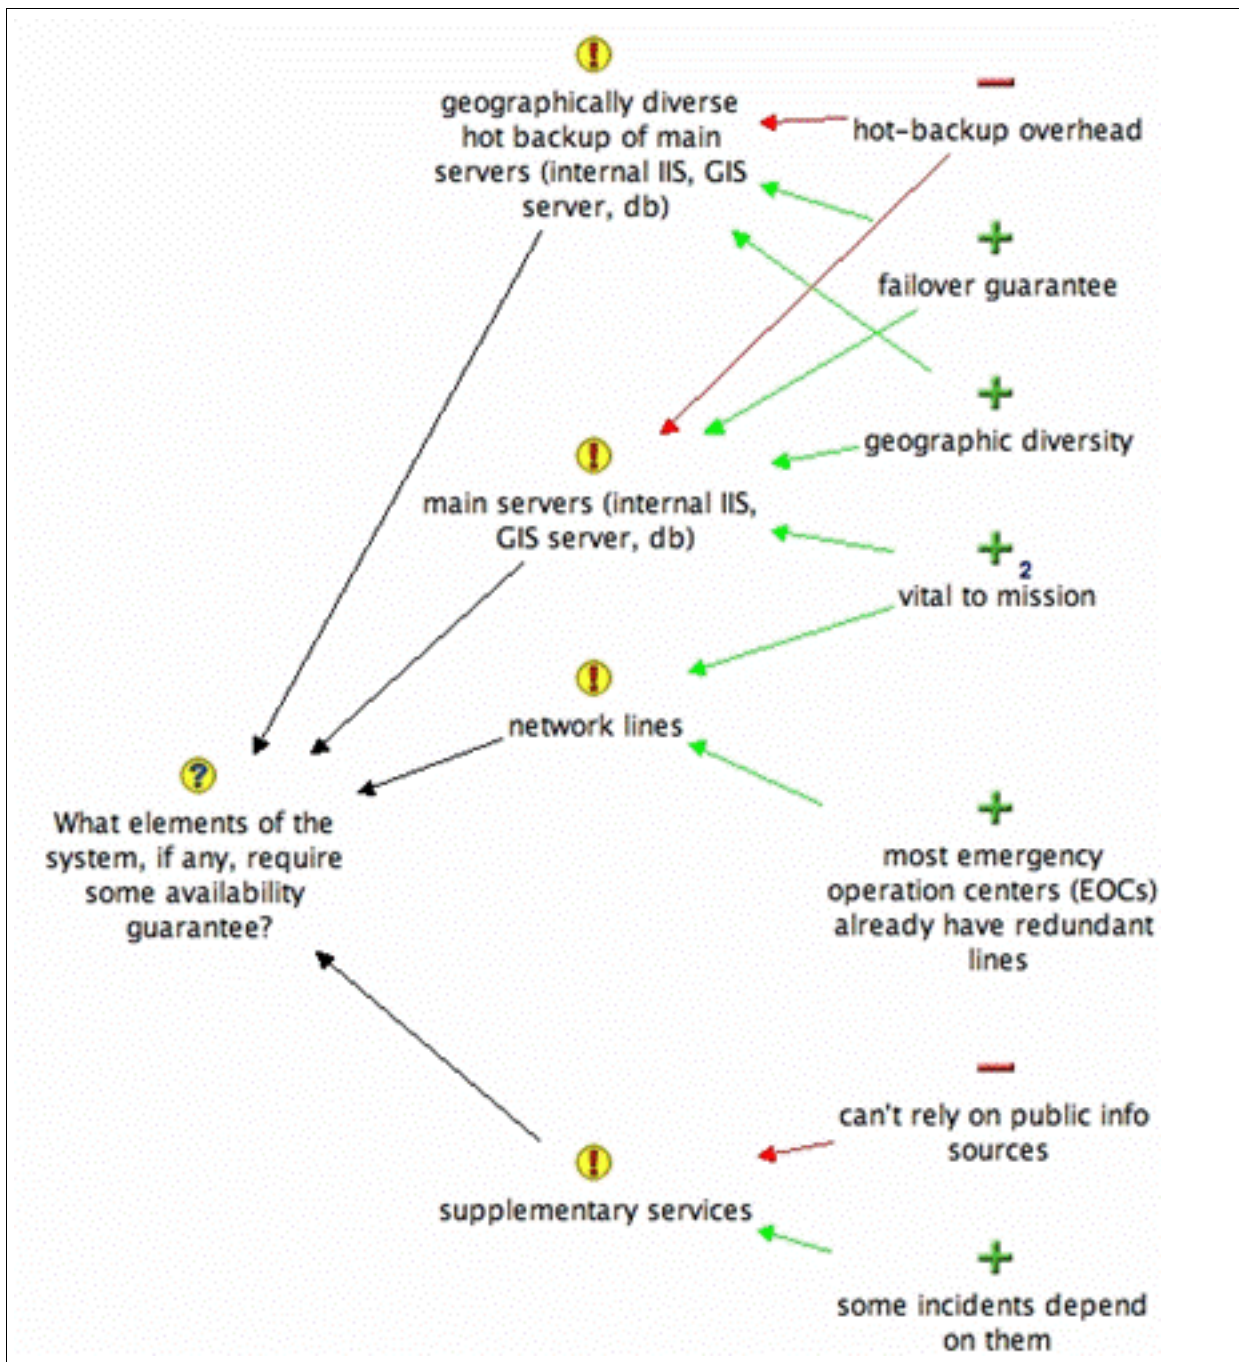 geographically diverse
hot backup of main
servers (internal IIS, GIS
server, db)
hot-backup overhead
failover guarantee
geographic diversity
main servers (internal IIS,
GIS server, db)
2
vital to mission
network lines
What elements of the
system, if any, require
some availability
guarantee?
most emergency
operation centers (EOCs)
already have redundant
lines
can't rely on public info
sources
supplementary services
some incidents depend
on them